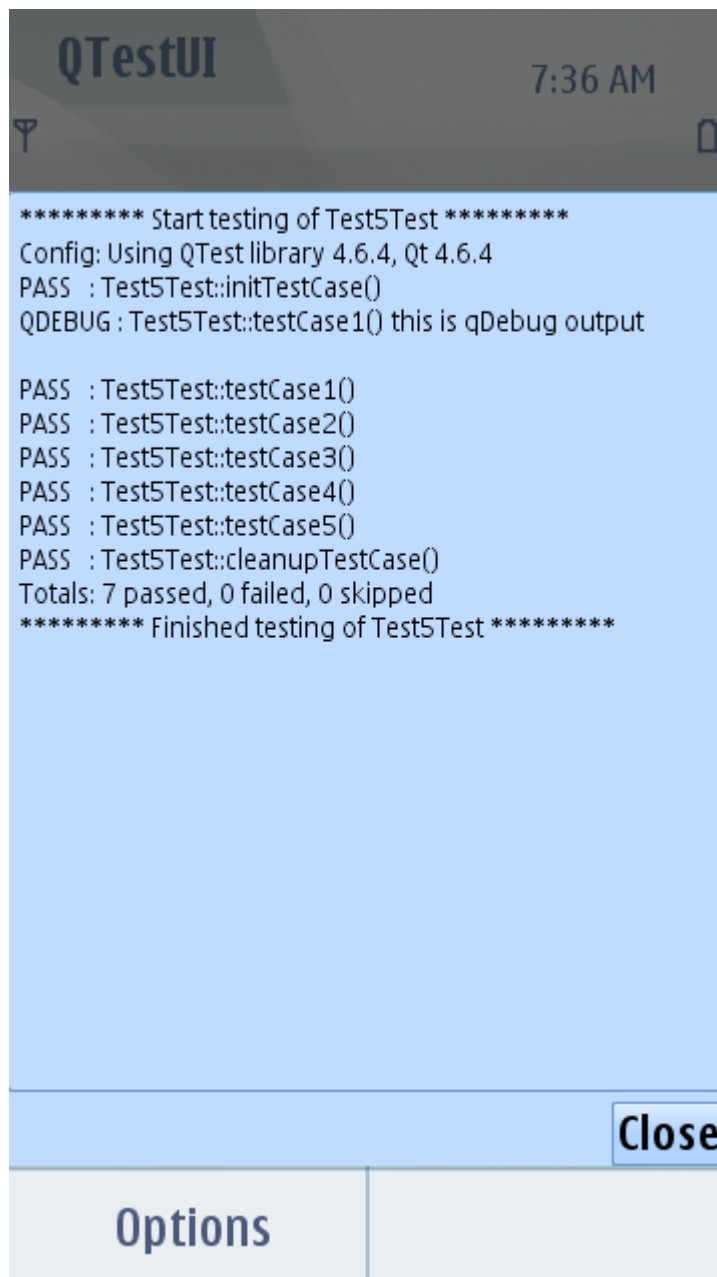 QTestUI
7:36 AM
********* Start testing of Test5Test *********
Config: Using QTest library 4.6.4, Qt 4.6.4
PASS   : Test5Test::initTestCase()
QDEBUG : Test5Test::testCase1() this is qDebug output
PASS   : Test5Test::testCase1()
PASS   : Test5Test::testCase2()
PASS   : Test5Test::testCase3()
PASS   : Test5Test::testCase4()
PASS   : Test5Test::testCase5()
PASS   : Test5Test::cleanupTestCase()
Totals: 7 passed, 0 failed, 0 skipped
********* Finished testing of Test5Test *********
Close
Options